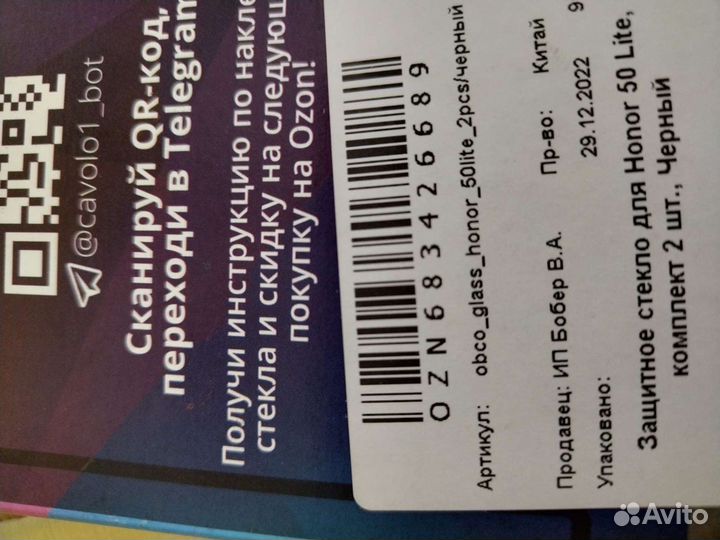 @cavolo1_bot
Сканируй QR-код,
переходи в Telegram
Получи инструкцию по
стекла и скидку на
покупку на Ozon!
OZN683426689
Артикул: obco_glass_honor_50lite_2pcs/черный
Продавец: ИП Бобер В.А. Пр-во: Китай
Упаковано: 29.12.2022 9
Защитное стекло для Honor 50 Lite,
комплект 2 шт., Черный
Avito